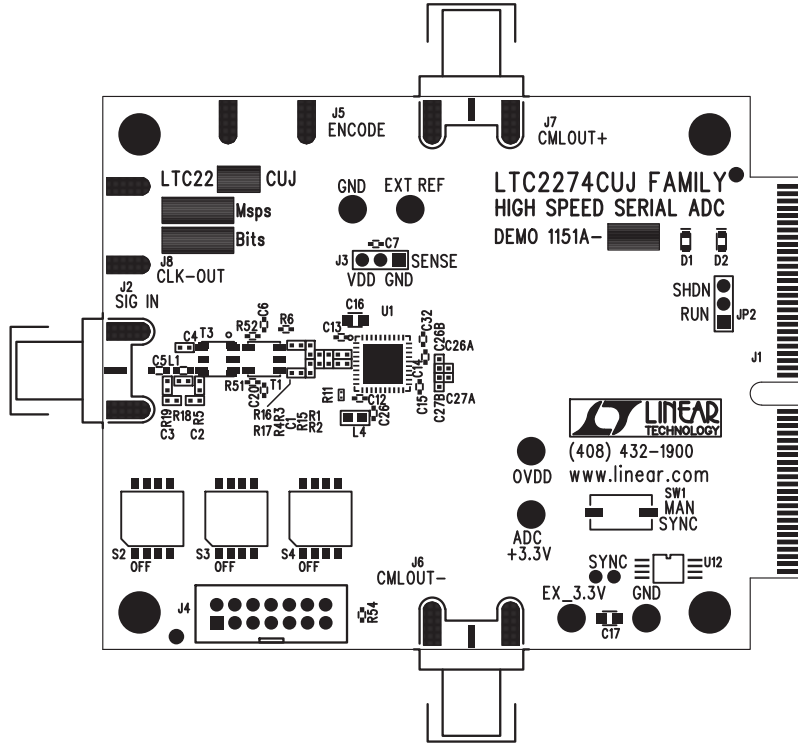 J5
ENCODE
J7
CMLOUT+
LTC22 CUJ
Msps
Bits
GND
EXT REF
LTC2274CUJ FAMILY
HIGH SPEED SERIAL ADC
DEMO 1151A-
J8
CLK-OUT
C7
J3
SENSE
VDD GND
D1
D2
J2
SIG IN
SHDN
RUN
JP2
J1
C16
U1
C6
R6
R52
C13
C32
C26B
C26A
T3
C4
C5
L1
C14
R51
C20
T1
R11
C12
C15
C27B
C27A
R19
C3
R18
R5
C2
R16
R17
R3
R4
C1
R15
R1
R2
L4
C26
LINEAR
TECHNOLOGY
(408) 432-1900
www.linear.com
OVDD
SW1
MAN
SYNC
ADC
+3.3V
S2
OFF
S3
OFF
S4
OFF
J6
CMLOUT-
SYNC
U12
EX_3.3V
GND
J4
R54
C17